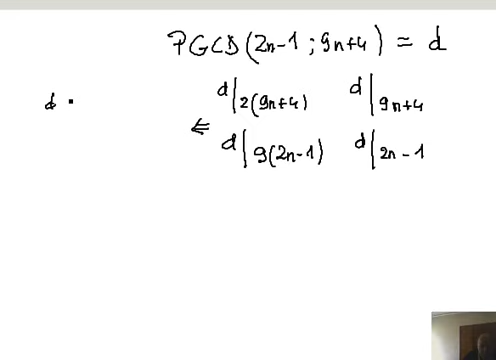 PGCD(2n-1 ; 9n+4) = d
d | 2(9n+4) d | 9n+4
d
⇐
d | 9(2n-1) d | 2n-1